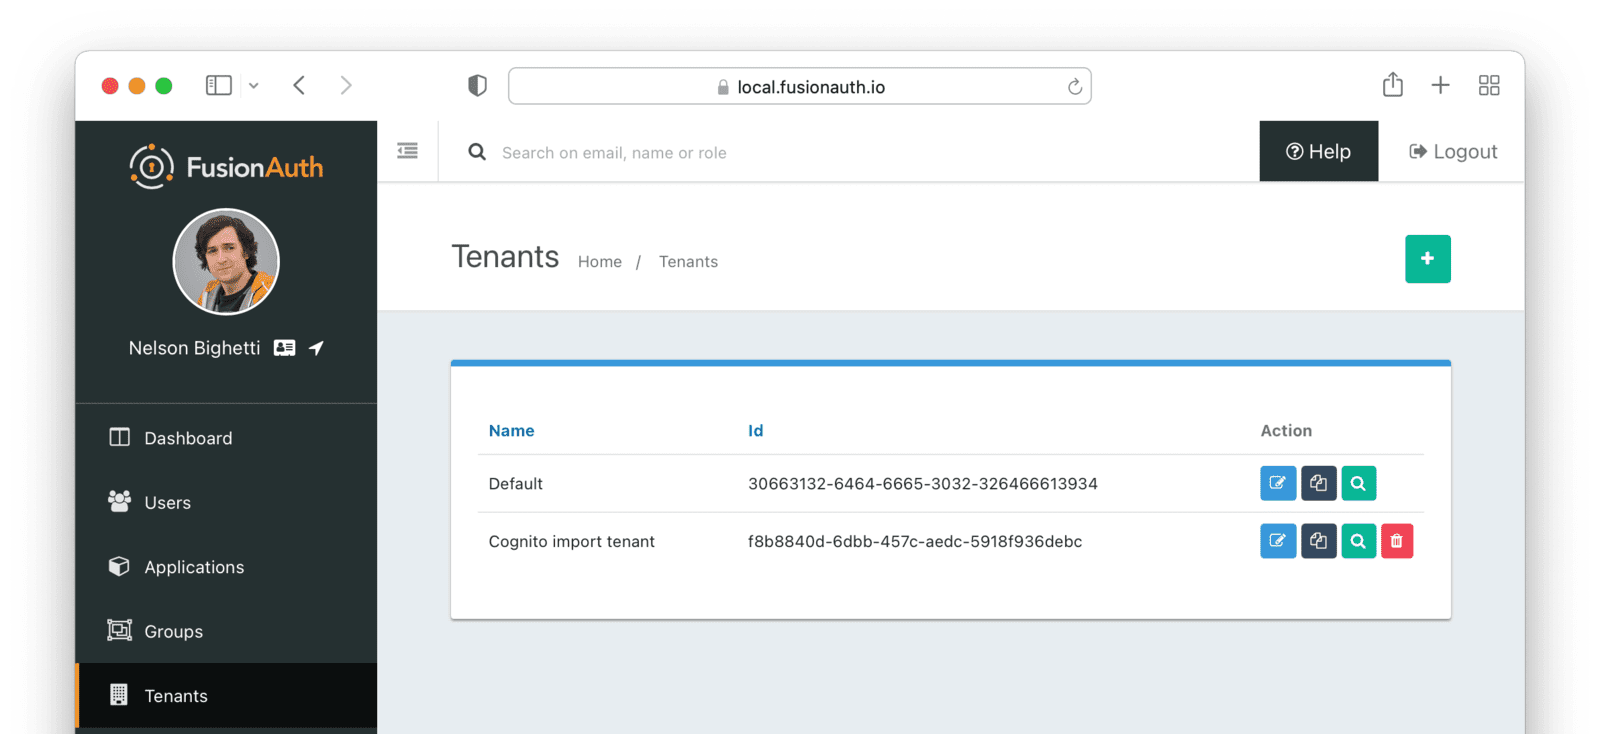 local.fusionauth.io
FusionAuth
Search on email, name or role
Help
Logout
Nelson Bighetti
Tenants
Home / Tenants
Dashboard
Users
Applications
Groups
Tenants
Name Id Action
Default 30663132-6464-6665-3032-326466613934
Cognito import tenant f8b8840d-6dbb-457c-aedc-5918f936debc